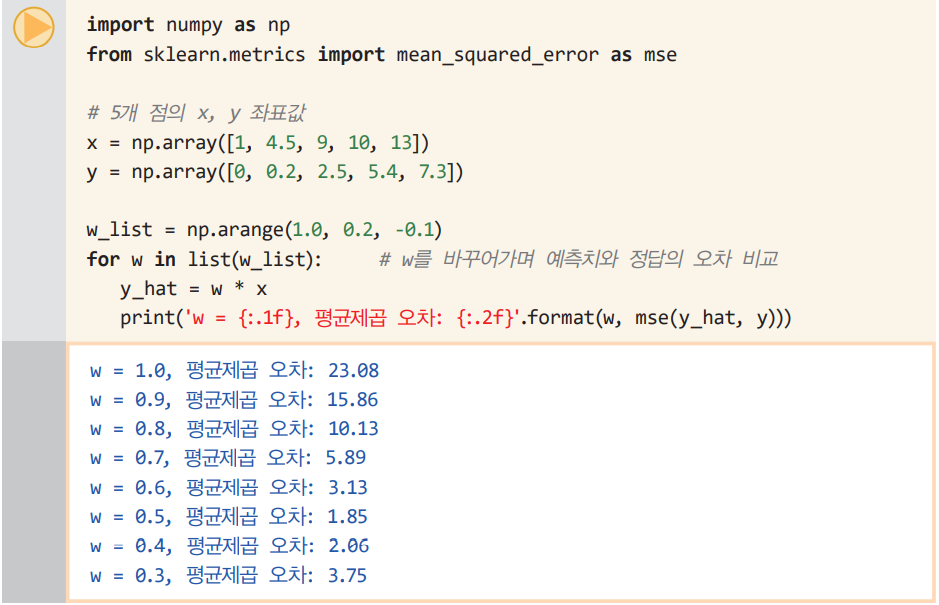 import numpy as np
from sklearn.metrics import mean_squared_error as mse
# 5개 점의 x, y 좌표값
x = np.array([1, 4.5, 9, 10, 13])
y = np.array([0, 0.2, 2.5, 5.4, 7.3])
w_list = np.arange(1.0, 0.2, -0.1)
for w in list(w_list):     # w를 바꾸어가며 예측치와 정답의 오차 비교
   y_hat = w * x
   print('w = {:.1f}, 평균제곱 오차: {:.2f}'.format(w, mse(y_hat, y)))
w = 1.0, 평균제곱 오차: 23.08
w = 0.9, 평균제곱 오차: 15.86
w = 0.8, 평균제곱 오차: 10.13
w = 0.7, 평균제곱 오차: 5.89
w = 0.6, 평균제곱 오차: 3.13
w = 0.5, 평균제곱 오차: 1.85
w = 0.4, 평균제곱 오차: 2.06
w = 0.3, 평균제곱 오차: 3.75